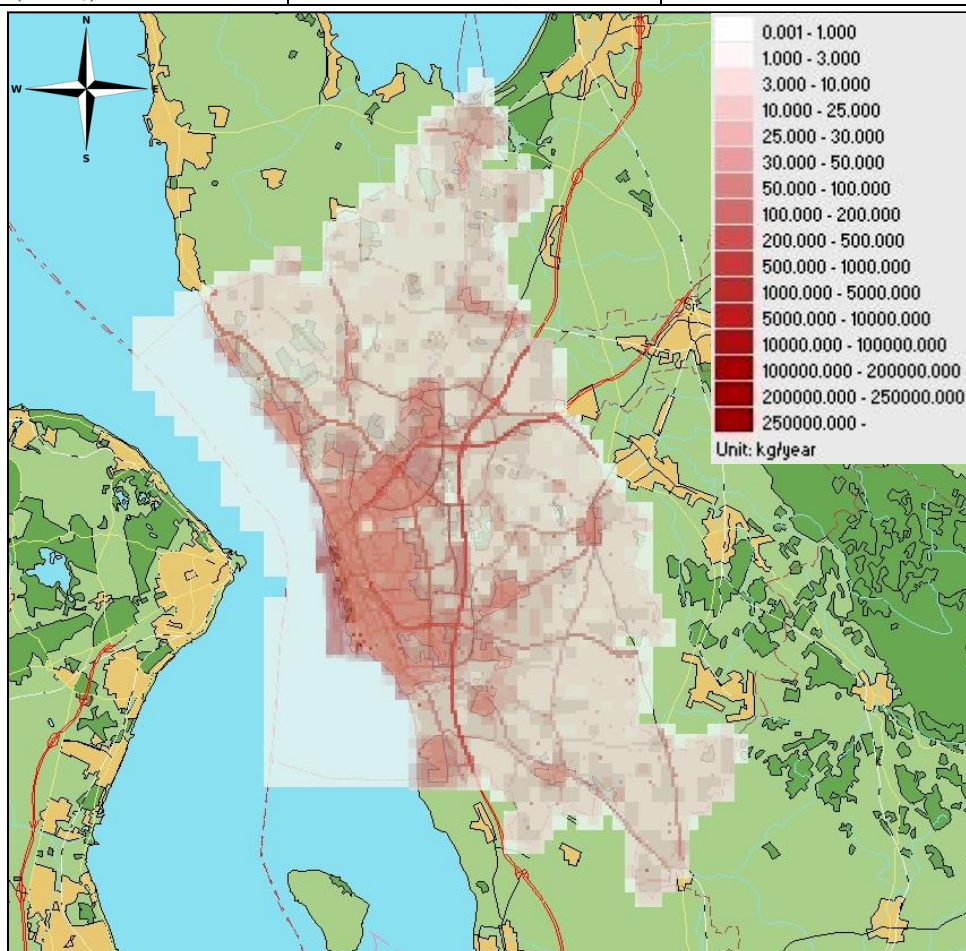 N
W
E
S
0.001 - 1.000
1.000 - 3.000
3.000 - 10.000
10.000 - 25.000
25.000 - 30.000
30.000 - 50.000
50.000 - 100.000
100.000 - 200.000
200.000 - 500.000
500.000 - 1000.000
1000.000 - 5000.000
5000.000 - 10000.000
10000.000 - 100000.000
100000.000 - 200000.000
200000.000 - 250000.000
250000.000 -
Unit: kg/year